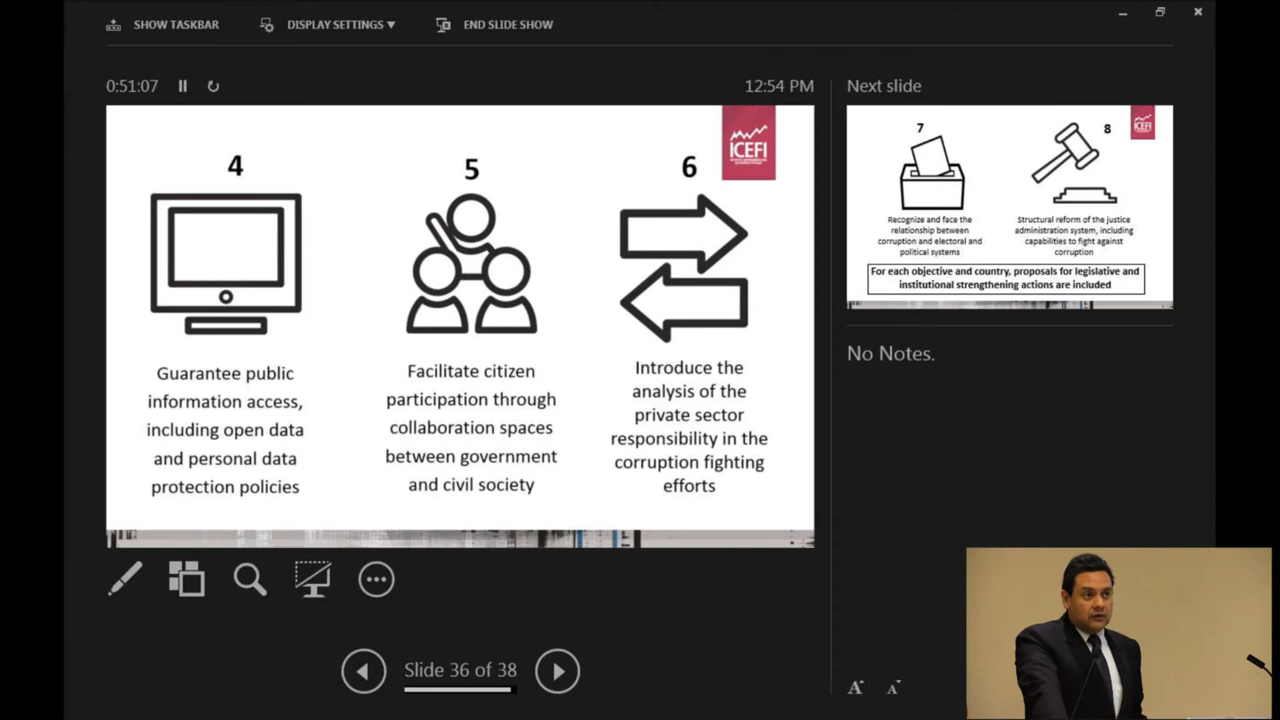 SHOW TASKBAR
DISPLAY SETTINGS ▼
END SLIDE SHOW
0:51:07
12:54 PM
Next slide
ICEFI
4
5
6
Guarantee public
information access,
including open data
and personal data
protection policies
Facilitate citizen
participation through
collaboration spaces
between government
and civil society
Introduce the
analysis of the
private sector
responsibility in the
corruption fighting
efforts
ICEFI
7
8
Recognize and face the
relationship between
corruption and electoral and
political systems
Structural reform of the justice
administration system, including
capabilities to fight against
corruption
For each objective and country, proposals for legislative and
institutional strengthening actions are included
No Notes.
Slide 36 of 38
A
A